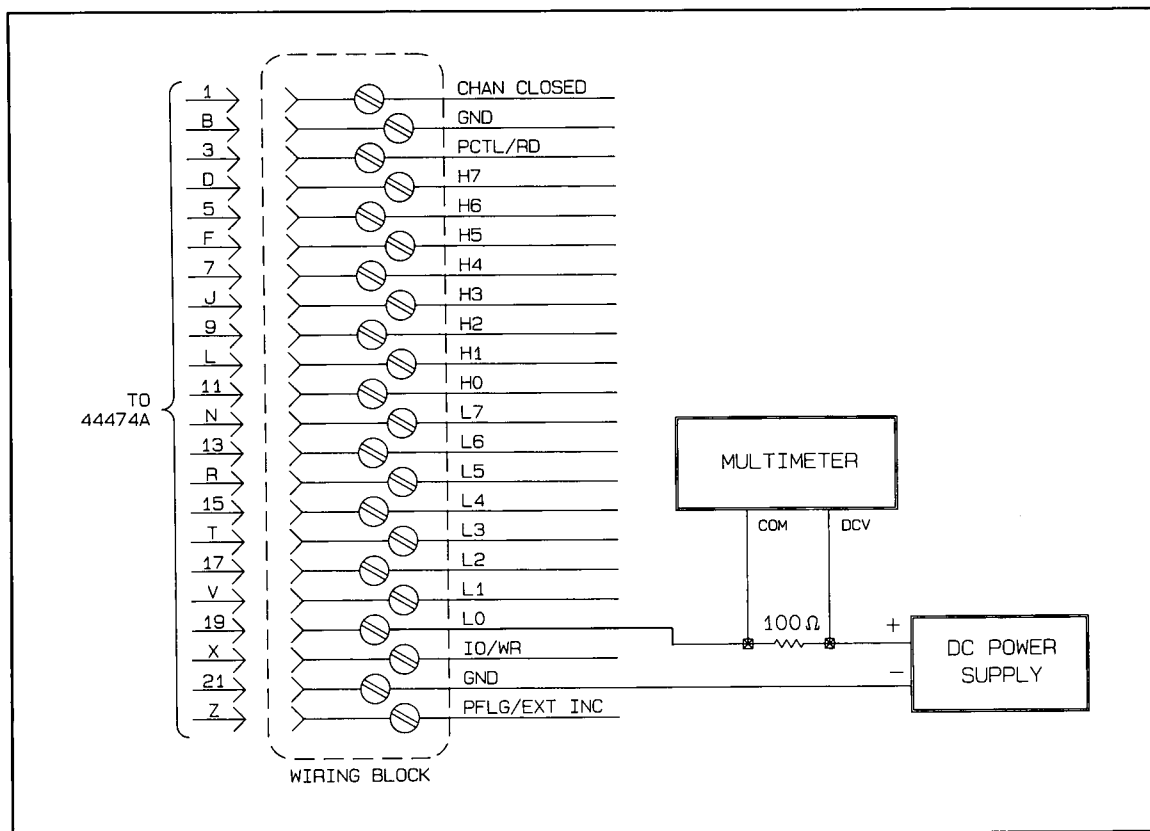 1 CHAN CLOSED
B GND
3 PCTL/RD
D H7
5 H6
F H5
7 H4
J H3
9 H2
L H1
11 H0
TO
44474A
N L7
13 L6
R L5
15 L4
T L3
17 L2
V L1
19 L0
X IO/WR
21 GND
Z PFLG/EXT INC
WIRING BLOCK
MULTIMETER
COM DCV
100Ω
+
−
DC POWER
SUPPLY